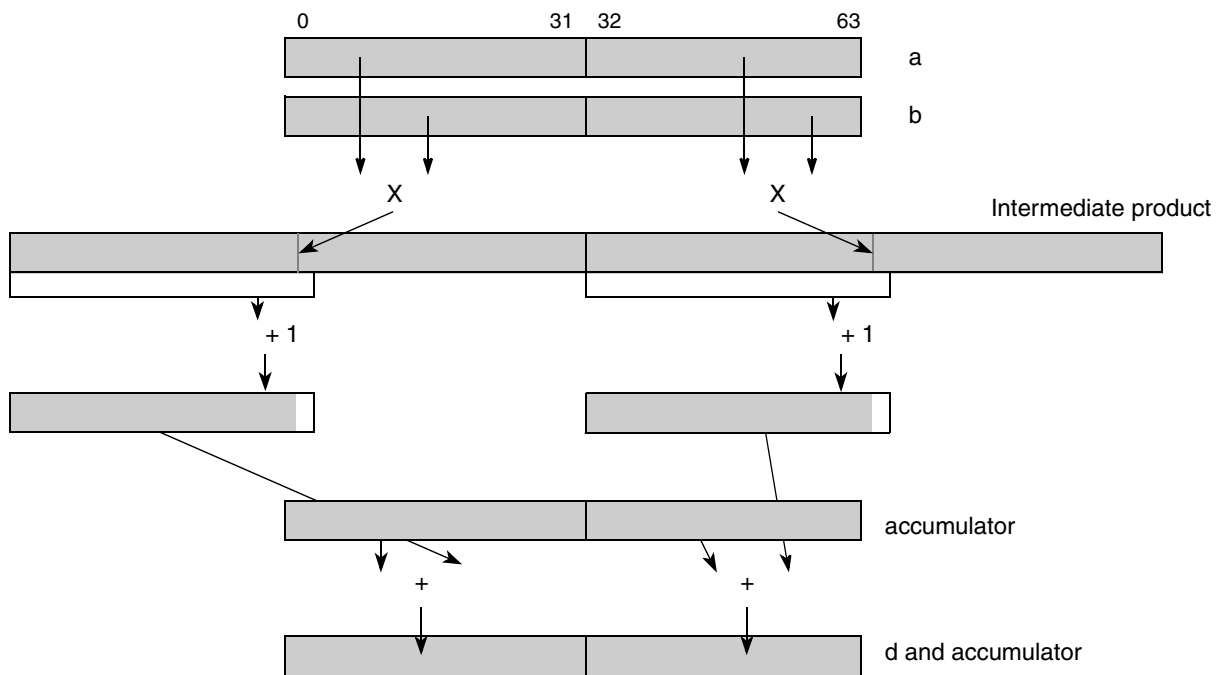 0 31 32 63
a
b
X X
Intermediate product
+ 1 + 1
accumulator
+ +
d and accumulator